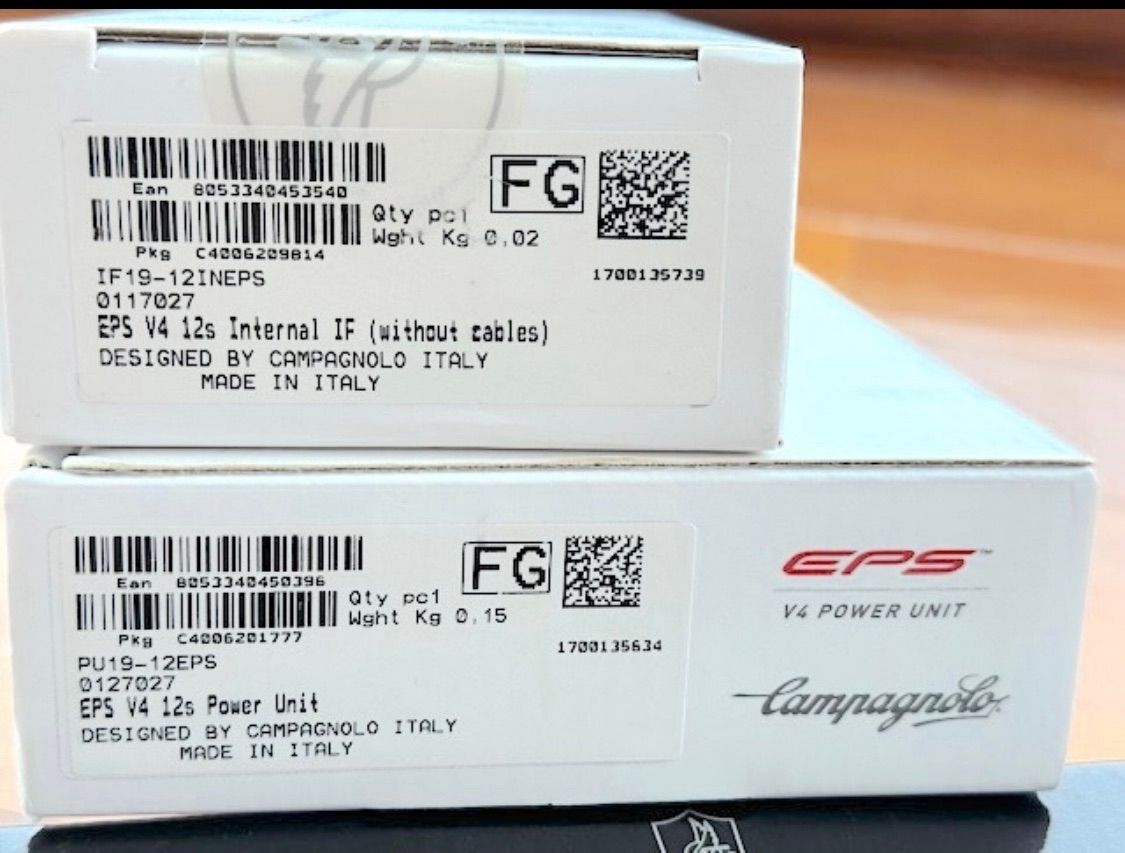 Ean 8053340453540
FG
Qty pc1
Wght Kg 0,02
Pkg C4006209814
IF19-12INEPS
1700135739
0117027
EPS V4 12s Internal IF (without cables)
DESIGNED BY CAMPAGNOLO ITALY
MADE IN ITALY
Ean 8053340450396
FG
Qty pc1
Wght Kg 0,15
Pkg C4006201777
1700135634
PU19-12EPS
0127027
EPS V4 12s Power Unit
DESIGNED BY CAMPAGNOLO ITALY
MADE IN ITALY
EPS™
V4 POWER UNIT
Campagnolo